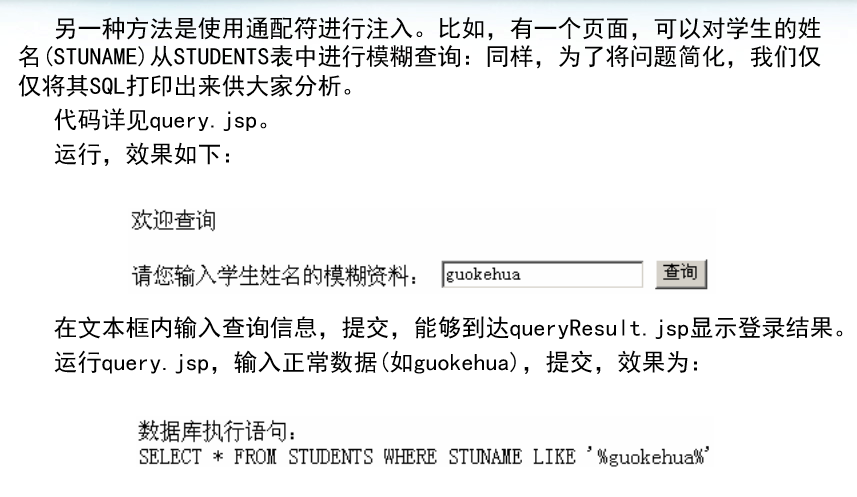 另一种方法是使用通配符进行注入。比如，有一个页面，可以对学生的姓
名(STUNAME)从STUDENTS表中进行模糊查询：同样，为了将问题简化，我们仅
仅将其SQL打印出来供大家分析。
代码详见query.jsp。
运行，效果如下：
欢迎查询
请您输入学生姓名的模糊资料： guokehua 查询
在文本框内输入查询信息，提交，能够到达queryResult.jsp显示登录结果。
运行query.jsp，输入正常数据(如guokehua)，提交，效果为：
数据库执行语句：
SELECT * FROM STUDENTS WHERE STUNAME LIKE '%guokehua%'